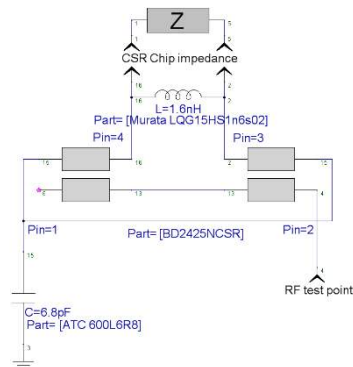 Z
1
5
1
5
CSR Chip impedance
16
2
16
2
L=1.6nH
Part= [Murata LQG15HS1n6s02]
Pin=4
Pin=3
15
16
2
15
6
13
13
4
Pin=1
Part= [BD2425NCSR]
Pin=2
15
4
RF test point
C=6.8pF
Part= [ATC 600L6R8]
3